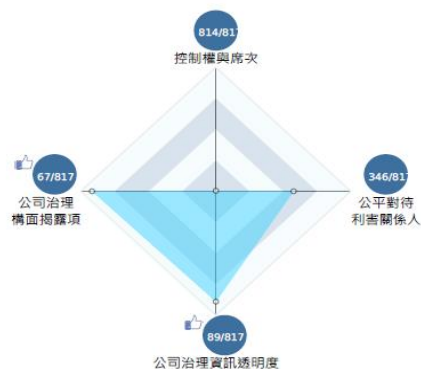 814/817
控制權與席次
67/817
公司治理
構面揭露項
346/817
公平對待
利害關係人
89/817
公司治理資訊透明度